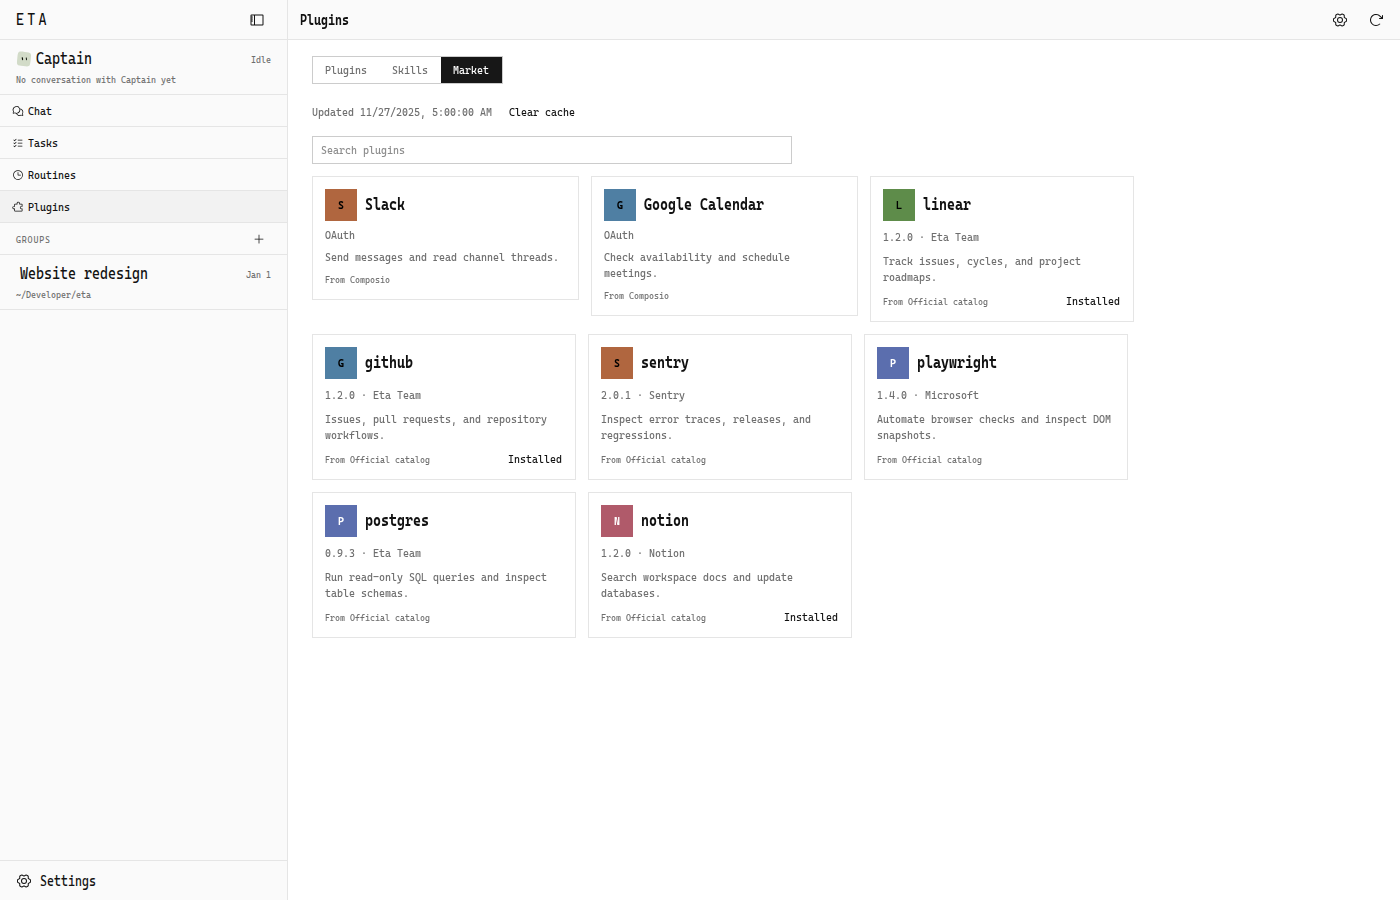 ETA
Plugins
Captain
Idle
No conversation with Captain yet
Chat
Tasks
Routines
Plugins
GROUPS
Website redesign
Jan 1
~/Developer/eta
Settings
Plugins
Skills
Market
Updated 11/27/2025, 5:00:00 AM
Clear cache
Search plugins
S
Slack
OAuth
Send messages and read channel threads.
From Composio
G
Google Calendar
OAuth
Check availability and schedule
meetings.
From Composio
L
linear
1.2.0 · Eta Team
Track issues, cycles, and project
roadmaps.
From Official catalog
Installed
G
github
1.2.0 · Eta Team
Issues, pull requests, and repository
workflows.
From Official catalog
Installed
S
sentry
2.0.1 · Sentry
Inspect error traces, releases, and
regressions.
From Official catalog
P
playwright
1.4.0 · Microsoft
Automate browser checks and inspect DOM
snapshots.
From Official catalog
P
postgres
0.9.3 · Eta Team
Run read-only SQL queries and inspect
table schemas.
From Official catalog
N
notion
1.2.0 · Notion
Search workspace docs and update
databases.
From Official catalog
Installed